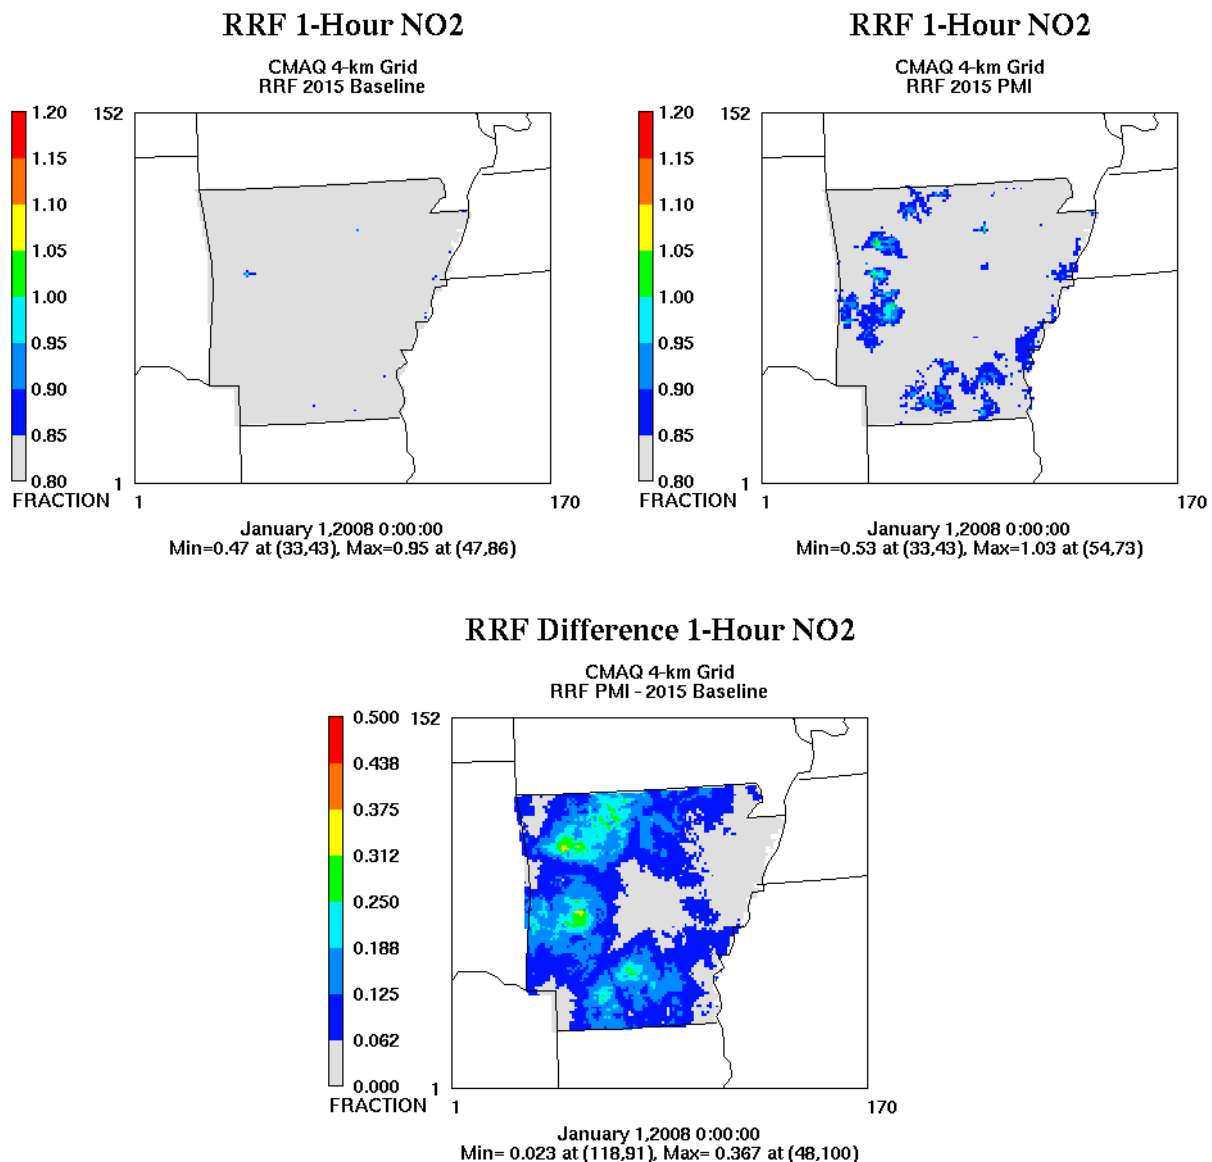 RRF 1-Hour NO2
CMAQ 4-km Grid
RRF 2015 Baseline
1.20
1.15
1.10
1.05
1.00
0.95
0.90
0.85
0.80
FRACTION
152
1
1
170
January 1,2008 0:00:00
Min=0.47 at (33,43), Max=0.95 at (47,86)
RRF 1-Hour NO2
CMAQ 4-km Grid
RRF 2015 PMI
1.20
1.15
1.10
1.05
1.00
0.95
0.90
0.85
0.80
FRACTION
152
1
1
170
January 1,2008 0:00:00
Min=0.53 at (33,43), Max=1.03 at (54,73)
RRF Difference 1-Hour NO2
CMAQ 4-km Grid
RRF PMI - 2015 Baseline
0.500
0.438
0.375
0.312
0.250
0.188
0.125
0.062
0.000
FRACTION
152
1
1
170
January 1,2008 0:00:00
Min= 0.023 at (118,91), Max= 0.367 at (48,100)